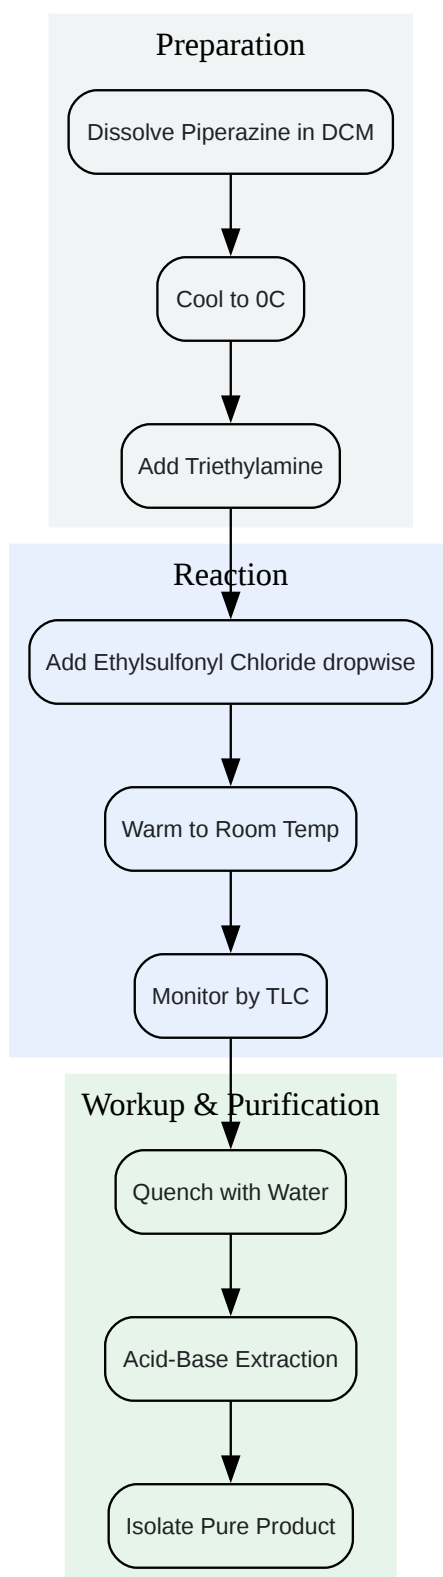 Preparation
Dissolve Piperazine in DCM
Cool to 0C
Add Triethylamine
Reaction
Add Ethylsulfonyl Chloride dropwise
Warm to Room Temp
Monitor by TLC
Workup & Purification
Quench with Water
Acid-Base Extraction
Isolate Pure Product